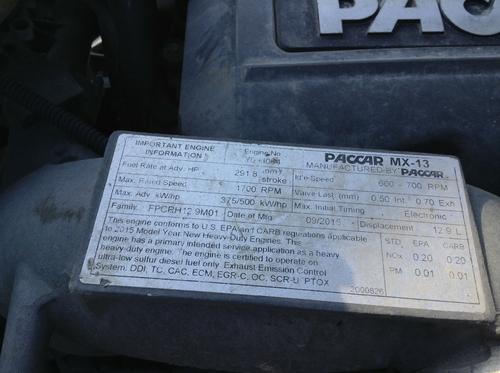 PACCAR
IMPORTANT ENGINE INFORMATION
Engine No.
PACCAR MX-13
MANUFACTURED BY PACCAR
Fuel Rate at Adv. HP 291.8 mm³/stroke Idle Speed 600 - 700 RPM
Max. Rated Speed 1700 RPM Valve Last (mm) 0.50 Int. 0.70 Exh
Max. Adv kW/hp 375/500 kW/hp Max. Initial Timing Electronic
Family FPCRH12.9M01 Date of Mfg 09/2015 Displacement 12.9 L
This engine conforms to U.S. EPA and CARB regulations applicable
to 2015 Model Year New Heavy Duty Engines. This
engine has a primary intended service application as a heavy
heavy-duty engine. The engine is certified to operate on
ultra-low sulfur diesel fuel only. Exhaust Emission Control
System: DDI, TC, CAC, ECM, EGR-C, OC, SCR-U, PTOX
STD EPA CARB
NOx 0.20 0.20
PM 0.01 0.01
2000826